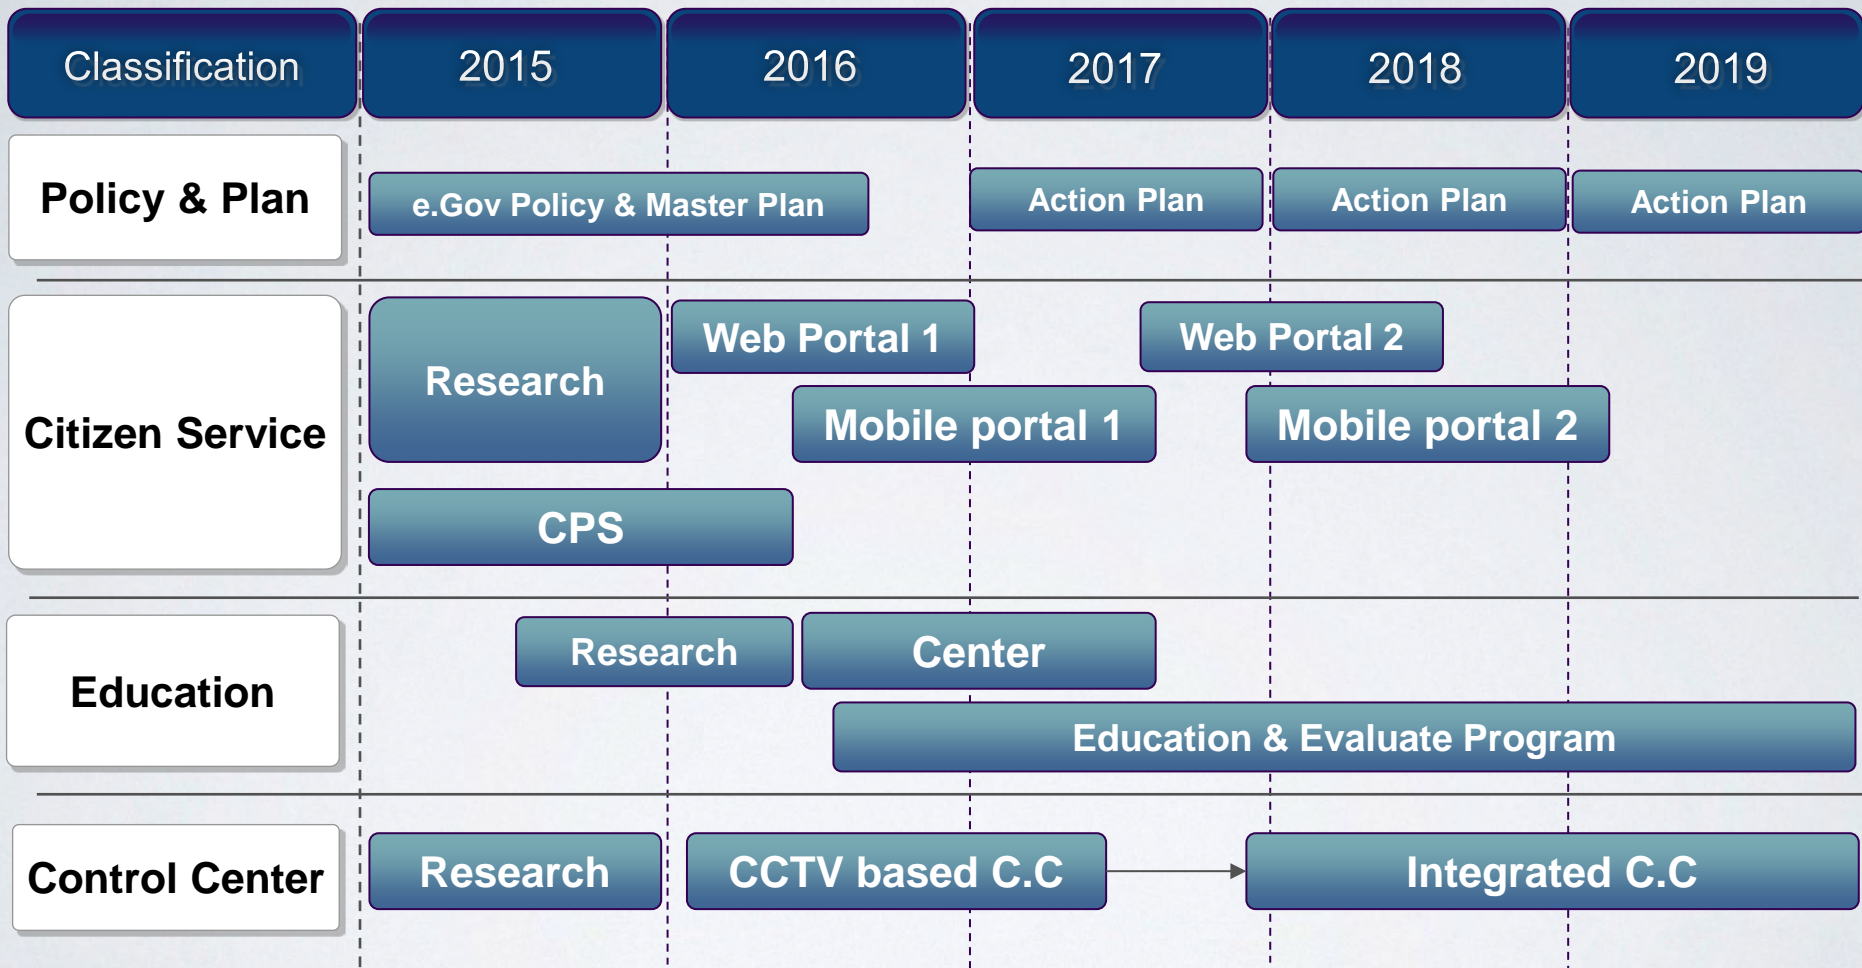 Classification
2015
2016
2017
2018
2019
Policy & Plan
e.Gov Policy & Master Plan
Action Plan
Action Plan
Action Plan
Citizen Service
Research
Web Portal 1
Web Portal 2
Mobile portal 1
Mobile portal 2
CPS
Education
Research
Center
Education & Evaluate Program
Control Center
Research
CCTV based C.C
Integrated C.C